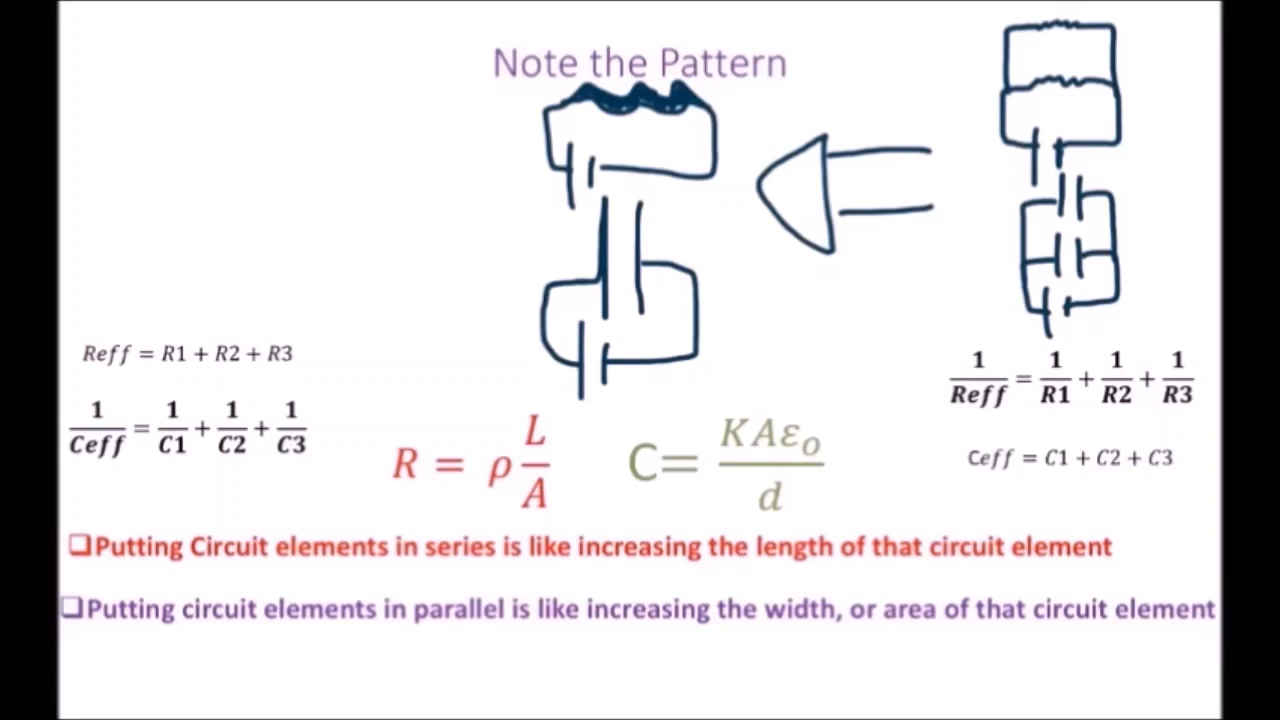 Note the Pattern
Reff = R1 + R2 + R3
1/Ceff = 1/C1 + 1/C2 + 1/C3
R = ρ L/A
C= KAε₀/d
1/Reff = 1/R1 + 1/R2 + 1/R3
Ceff = C1 + C2 + C3
❑Putting Circuit elements in series is like increasing the length of that circuit element
❑Putting circuit elements in parallel is like increasing the width, or area of that circuit element